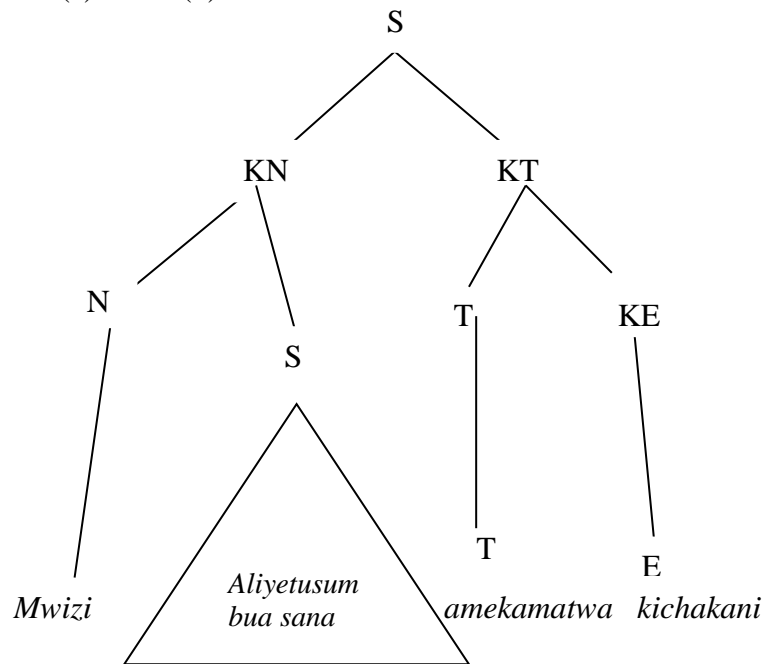 S
KN KT
N T KE
S
T
E
Aliyetusum
bua sana
Mwizi amekamatwa kichakani